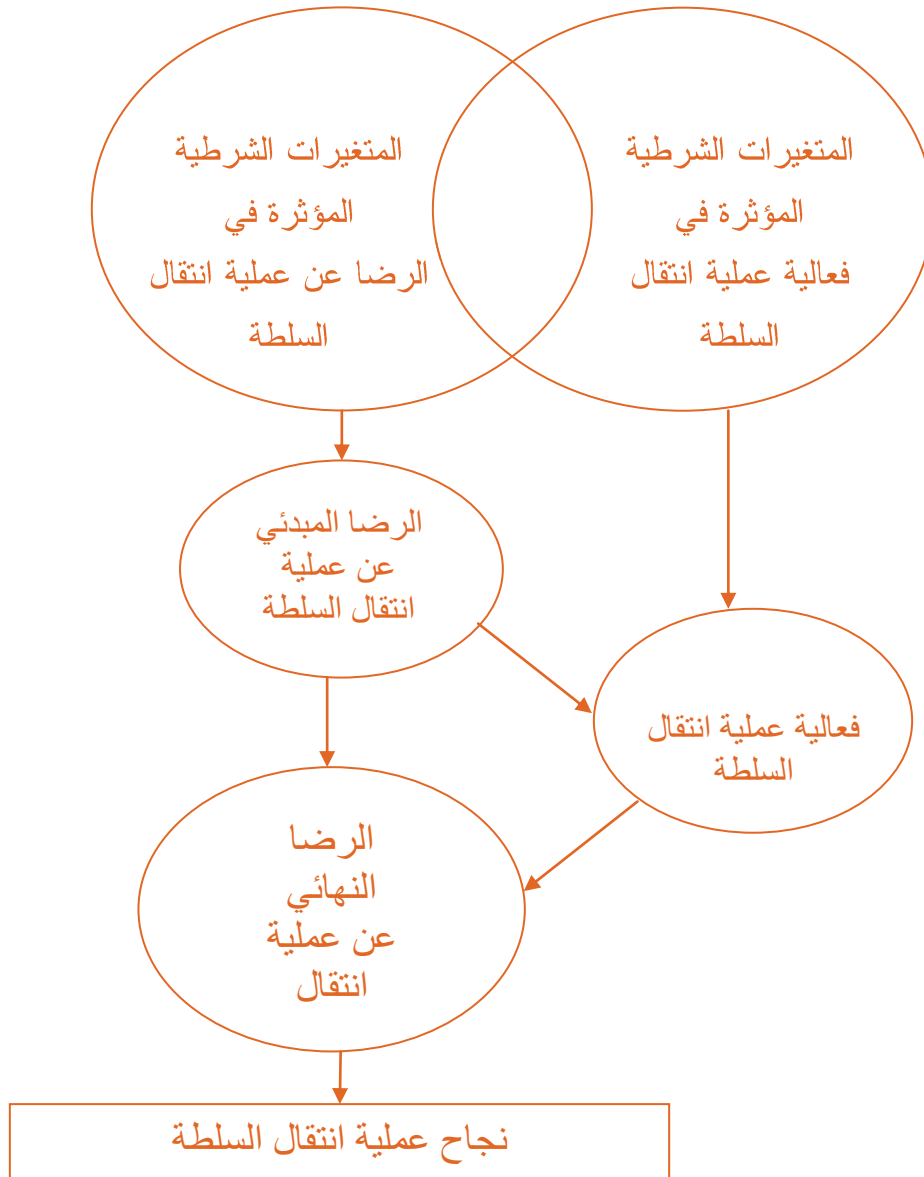 المتغيرات الشرطية
المؤثرة في
فعالية عملية انتقال
السلطة
المتغيرات الشرطية
المؤثرة في
الرضا عن عملية انتقال
السلطة
الرضا المبدئي
عن عملية
انتقال السلطة
فعالية عملية انتقال
السلطة
الرضا
النهائي
عن عملية
انتقال
نجاح عملية انتقال السلطة